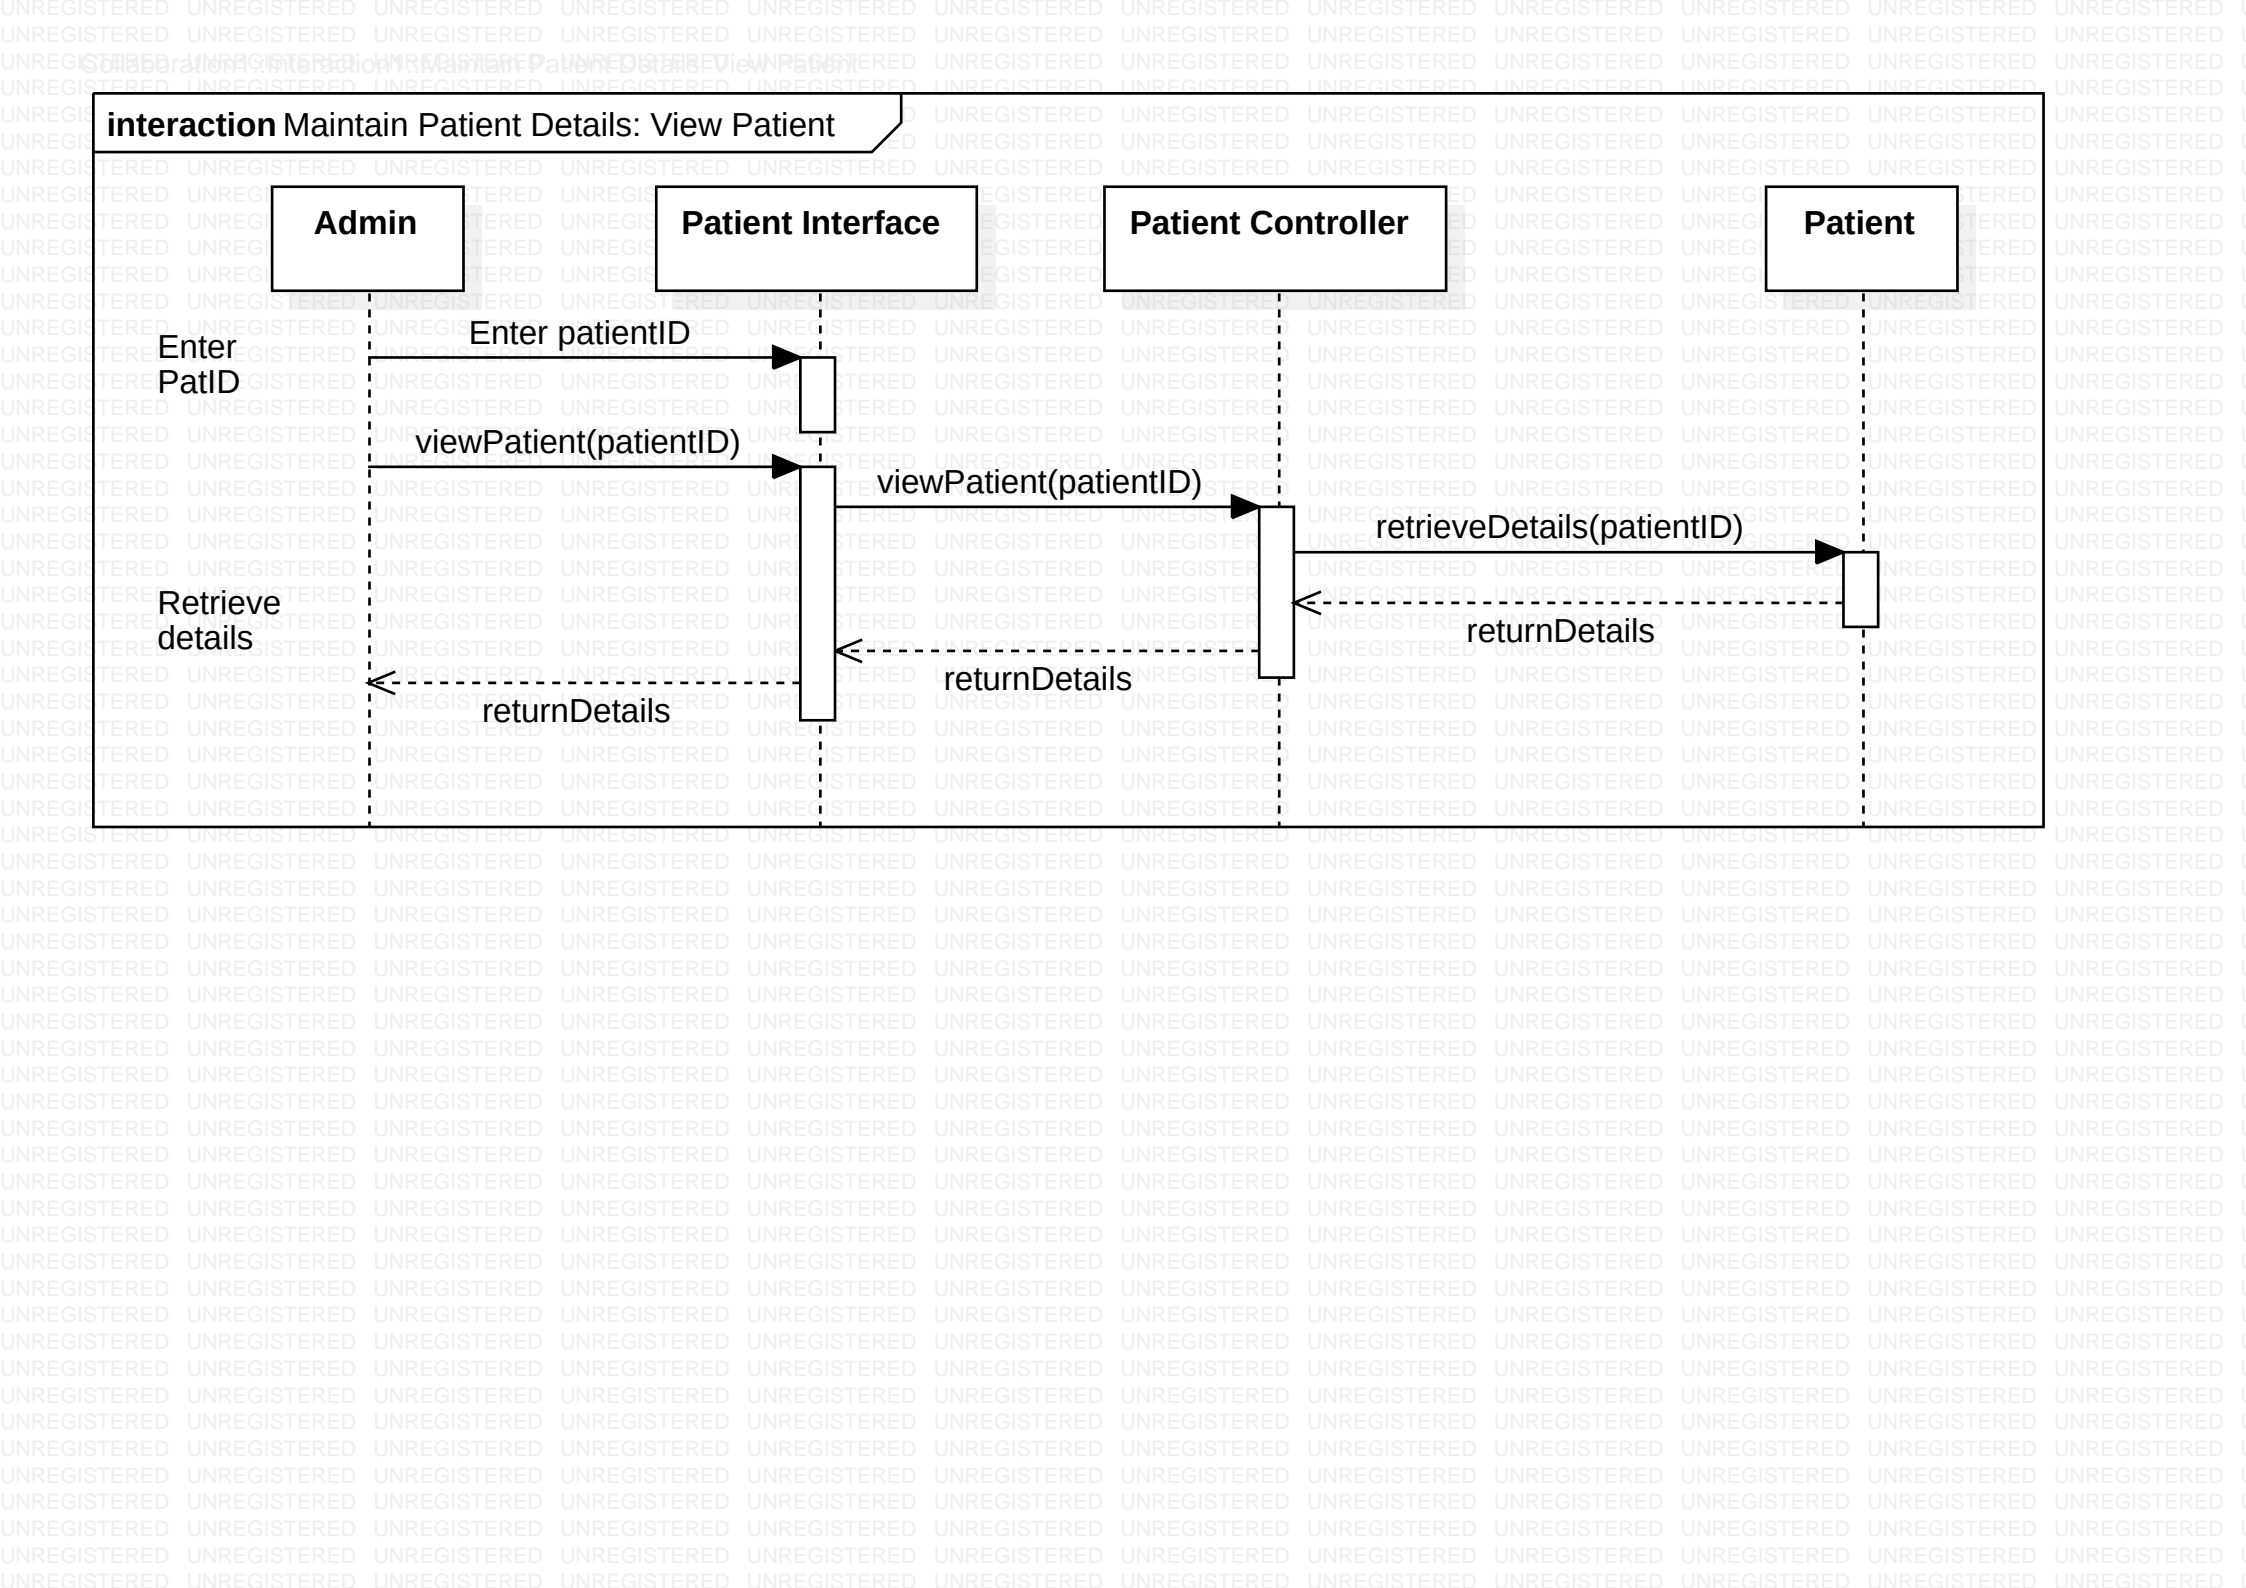 Collaboration1::Interaction1::Maintain Patient Details: View Patient
interaction Maintain Patient Details: View Patient
Admin
Patient Interface
Patient Controller
Patient
Enter
PatID
Enter patientID
viewPatient(patientID)
viewPatient(patientID)
retrieveDetails(patientID)
Retrieve
details
returnDetails
returnDetails
returnDetails
UNREGISTERED